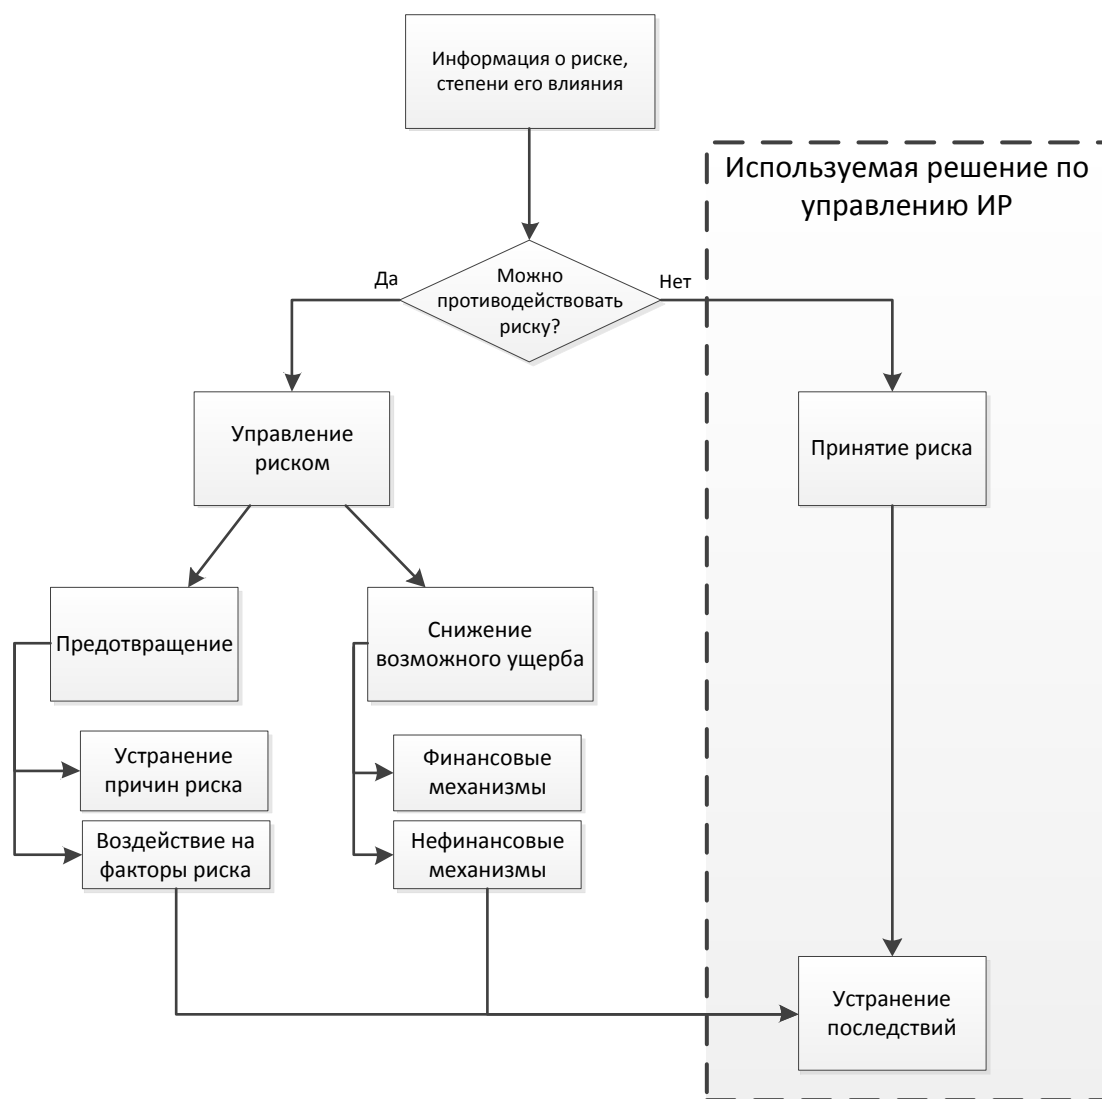 Информация о риске,
степени его влияния
Используемая решение по
управлению ИР
Да
Можно
противодействовать
риску?
Нет
Управление
риском
Принятие риска
Предотвращение
Снижение
возможного ущерба
Устранение
причин риска
Финансовые
механизмы
Воздействие на
факторы риска
Нефинансовые
механизмы
Устранение
последствий